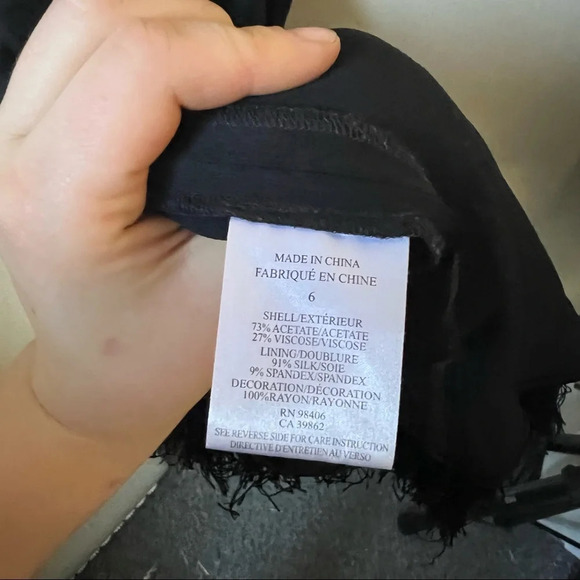 MADE IN CHINA
FABRIQUÉ EN CHINE
6
SHELL/EXTÉRIEUR
73% ACETATE/ACETATE
27% VISCOSE/VISCOSE
LINING/DOUBLURE
91% SILK/SOIE
9% SPANDEX/SPANDEX
DECORATION/DÉCORATION
100%RAYON/RAYONNE
RN 98406
CA 39862
SEE REVERSE SIDE FOR CARE INSTRUCTION
DIRECTIVE D'ENTRETIEN AU VERSO